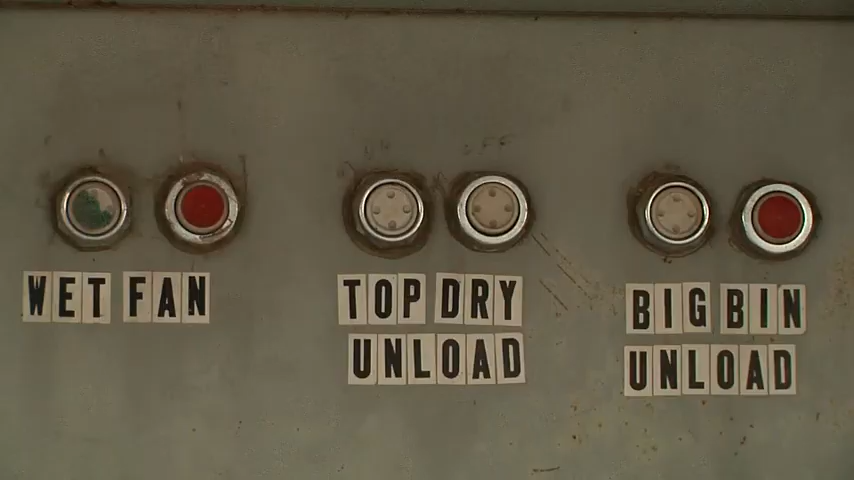 WET FAN
TOP DRY
UNLOAD
BIG BIN
UNLOAD